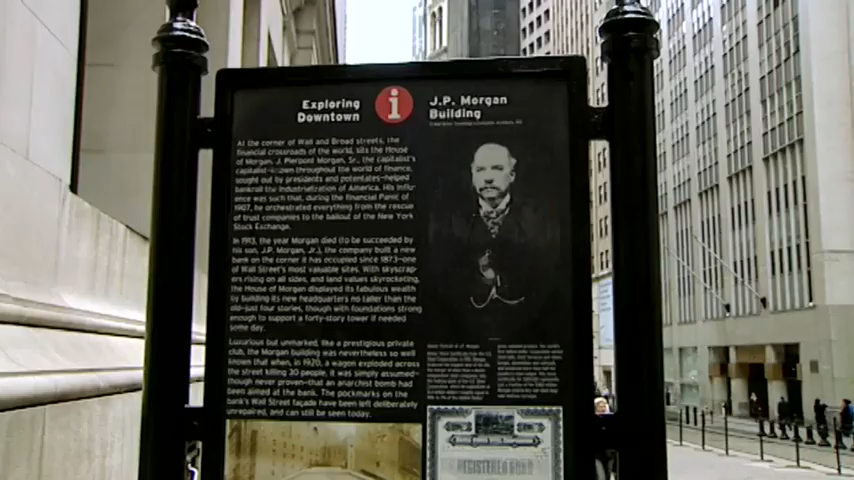 Exploring
Downtown
i
J.P. Morgan
Building
At the corner of Wall and Broad streets, the
financial crossroads of the world, sits the House
of Morgan. J. Pierpont Morgan, Sr., the capitalist's
capitalist-known throughout the world of finance,
sought out by presidents and potentates-helped
bankroll the industrialization of America. His influ-
ence was such that, during the financial Panic of
1907, he orchestrated everything from the rescue
of trust companies to the bailout of the New York
Stock Exchange.
In 1913, the year Morgan died (to be succeeded by
his son, J.P. Morgan, Jr.), the company built a new
bank on the corner it has occupied since 1873-one
of Wall Street's most valuable sites. With skyscrap-
ers rising on all sides, and land values skyrocketing,
the House of Morgan displayed its fabulous wealth
by building its new headquarters no taller than the
old-just four stories, though with foundations strong
enough to support a forty-story tower if needed
some day.
Luxurious but unmarked, like a prestigious private
club, the Morgan building was nevertheless so well
known that when, in 1920, a wagon exploded across
the street killing 30 people, it was simply assumed-
though never proven-that an anarchist bomb had
been aimed at the bank. The pockmarks on the
bank's Wall Street façade have been left deliberately
unrepaired, and can still be seen today.
REGISTERED BOND